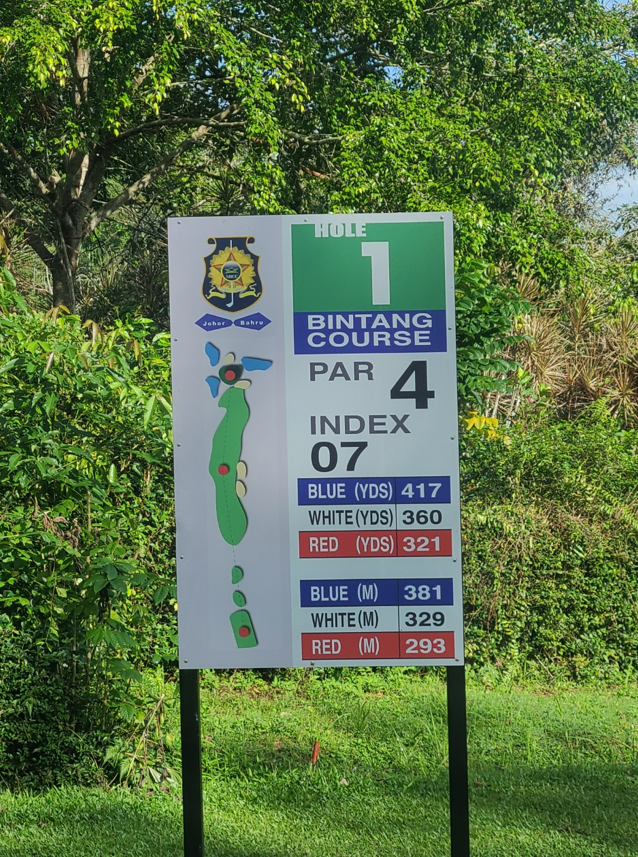 Johor Bahru
HOLE
1
BINTANG
COURSE
PAR 4
INDEX
07
BLUE (YDS) 417
WHITE (YDS) 360
RED (YDS) 321
BLUE (M) 381
WHITE (M) 329
RED (M) 293